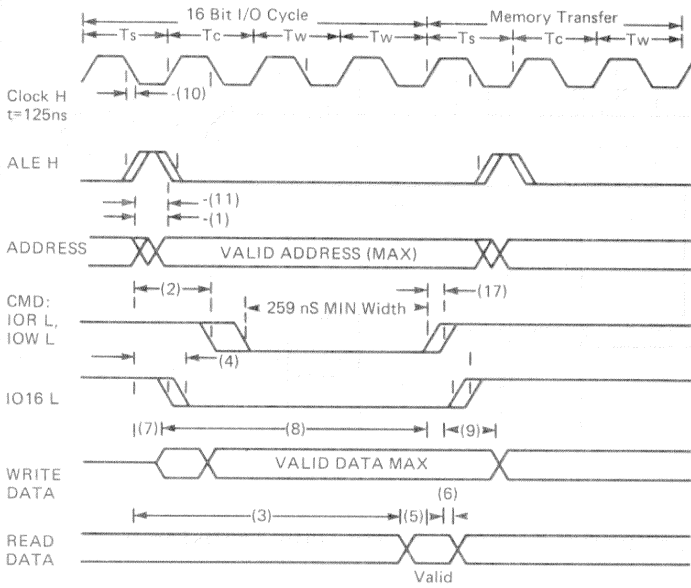 16 Bit I/O Cycle Memory Transfer
Ts Tc Tw Tw Ts Tc Tw
Clock H
t=125ns
-(10)
ALE H
-(11)
-(1)
ADDRESS VALID ADDRESS (MAX)
(2) (17)
CMD:
IOR L,
IOW L
259 nS MIN Width
(4)
IO16 L
(7) (8) (9)
WRITE
DATA
VALID DATA MAX
(6)
(3) (5)
READ
DATA
Valid